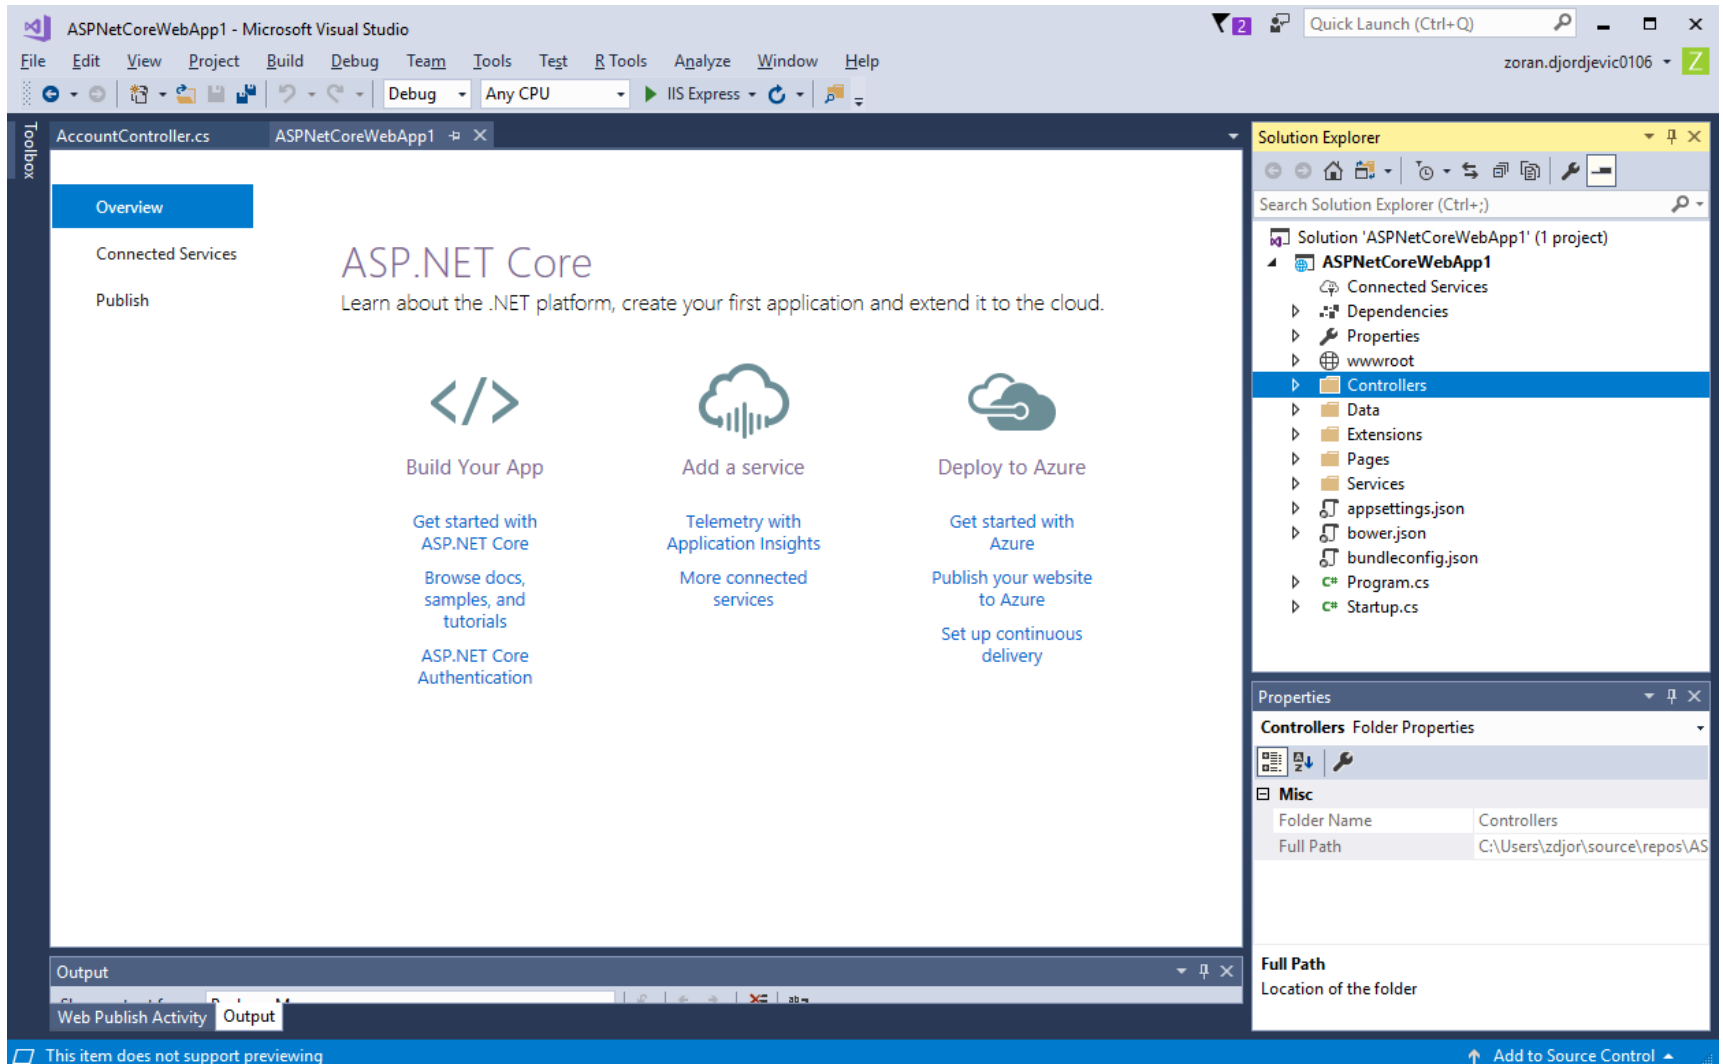 ASPNetCoreWebApp1 - Microsoft Visual Studio
2
Quick Launch (Ctrl+Q)
File Edit View Project Build Debug Team Tools Test R Tools Analyze Window Help
zoran.djordjevic0106 Z
Debug Any CPU IIS Express
Toolbox
AccountController.cs ASPNetCoreWebApp1
Overview
Connected Services
Publish
ASP.NET Core
Learn about the .NET platform, create your first application and extend it to the cloud.
Build Your App
Get started with
ASP.NET Core
Browse docs,
samples, and
tutorials
ASP.NET Core
Authentication
Add a service
Telemetry with
Application Insights
More connected
services
Deploy to Azure
Get started with
Azure
Publish your website
to Azure
Set up continuous
delivery
Solution Explorer
Search Solution Explorer (Ctrl+;)
Solution 'ASPNetCoreWebApp1' (1 project)
ASPNetCoreWebApp1
Connected Services
Dependencies
Properties
wwwroot
Controllers
Data
Extensions
Pages
Services
appsettings.json
bower.json
bundleconfig.json
C# Program.cs
C# Startup.cs
Properties
Controllers Folder Properties
Misc
Folder Name Controllers
Full Path C:\Users\zdjor\source\repos\AS
Full Path
Location of the folder
Output
Web Publish Activity Output
This item does not support previewing
Add to Source Control